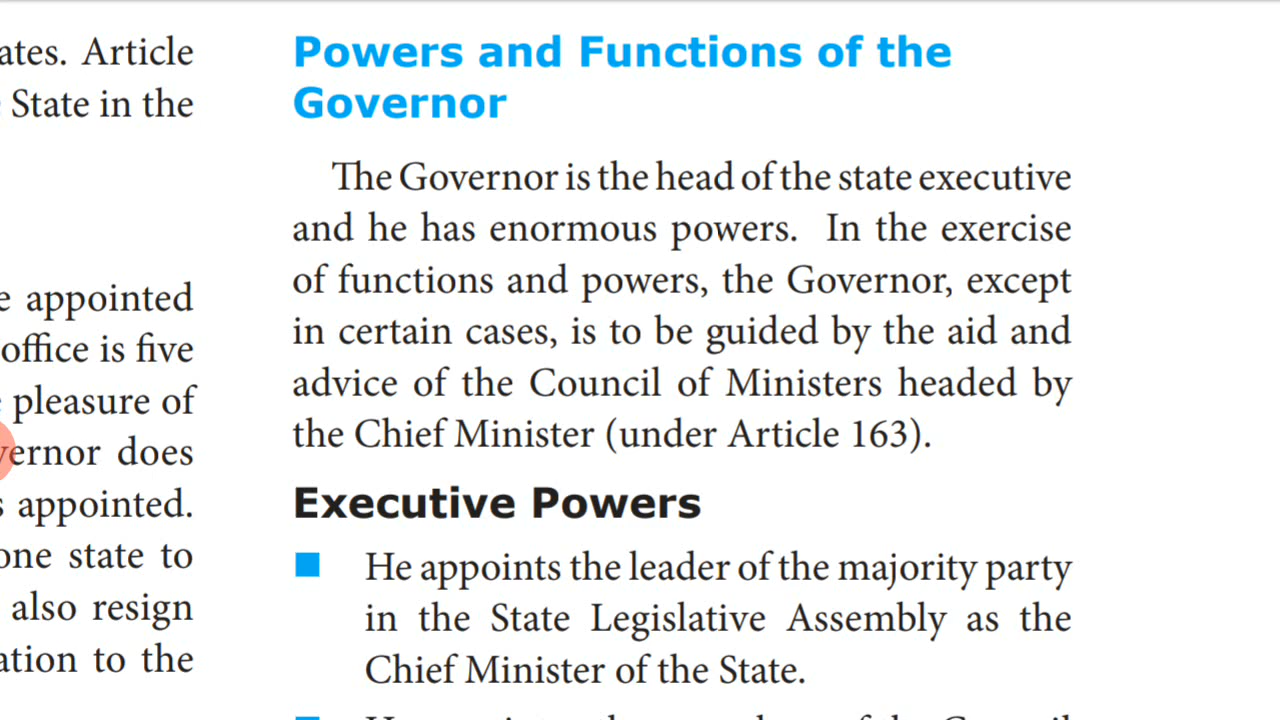 ates. Article
State in the
appointed
office is five
pleasure of
vernor does
appointed.
one state to
also resign
ation to the
Powers and Functions of the
Governor
The Governor is the head of the state executive
and he has enormous powers. In the exercise
of functions and powers, the Governor, except
in certain cases, is to be guided by the aid and
advice of the Council of Ministers headed by
the Chief Minister (under Article 163).
Executive Powers
He appoints the leader of the majority party
in the State Legislative Assembly as the
Chief Minister of the State.